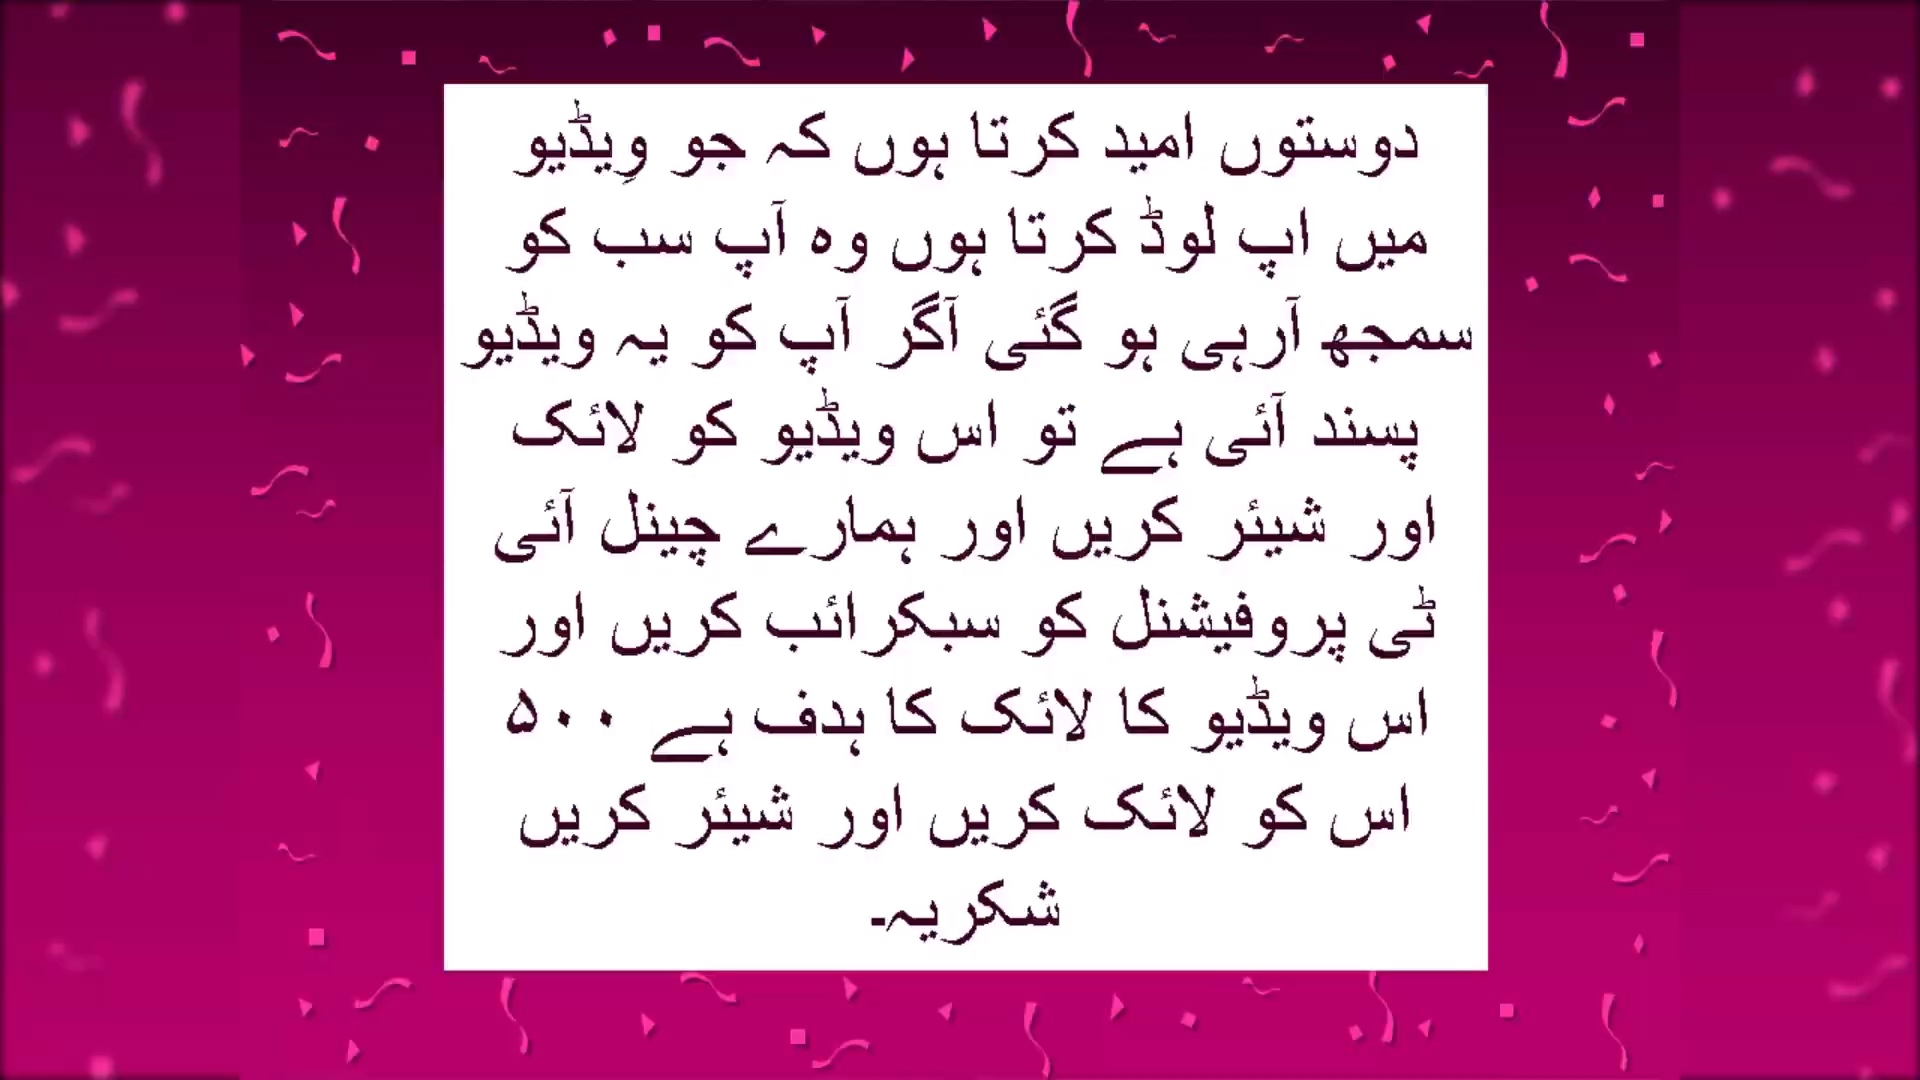 دوستوں امید کرتا ہوں کہ جو وِیڈیو
میں اپ لوڈ کرتا ہوں وہ آپ سب کو
سمجھ آرہی ہو گئی آگر آپ کو یہ ویڈیو
پسند آئی ہے تو اس ویڈیو کو لائک
اور شیئر کریں اور ہمارے چینل آئی
ٹی پروفیشنل کو سبکرائب کریں اور
اس ویڈیو کا لائک کا ہدف ہے ۵۰۰
اس کو لائک کریں اور شیئر کریں
شکریہ۔